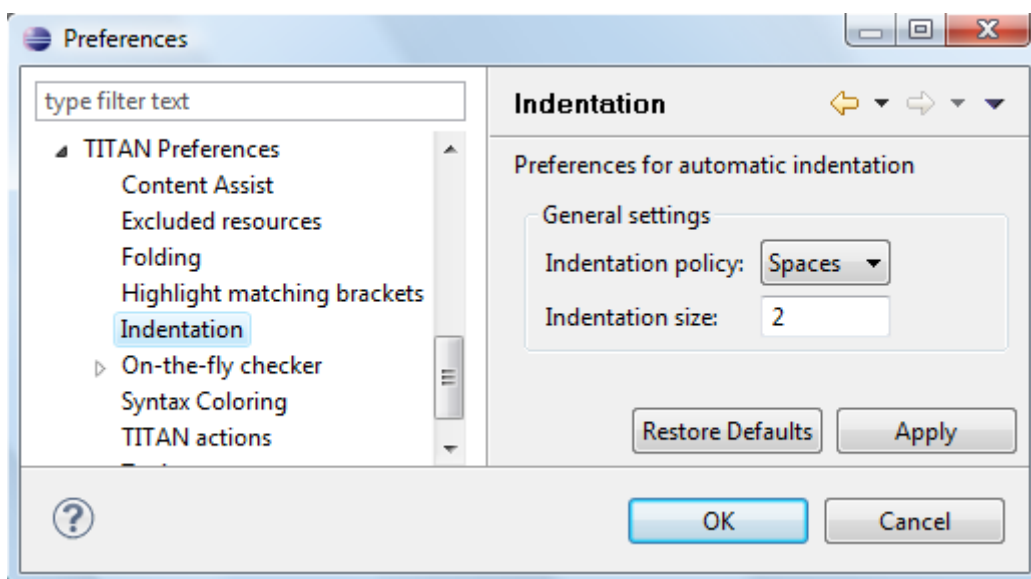 Preferences
type filter text
TITAN Preferences
Content Assist
Excluded resources
Folding
Highlight matching brackets
Indentation
On-the-fly checker
Syntax Coloring
TITAN actions
Indentation
Preferences for automatic indentation
General settings
Indentation policy: Spaces
Indentation size: 2
Restore Defaults Apply
OK Cancel